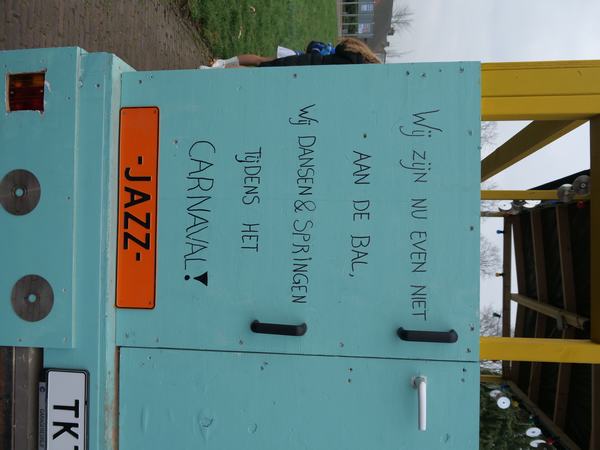 Wij zijn nu even niet
aan de bal,
Wij dansen & springen
tijdens het
CARNAVAL!
-JAZZ-
TK